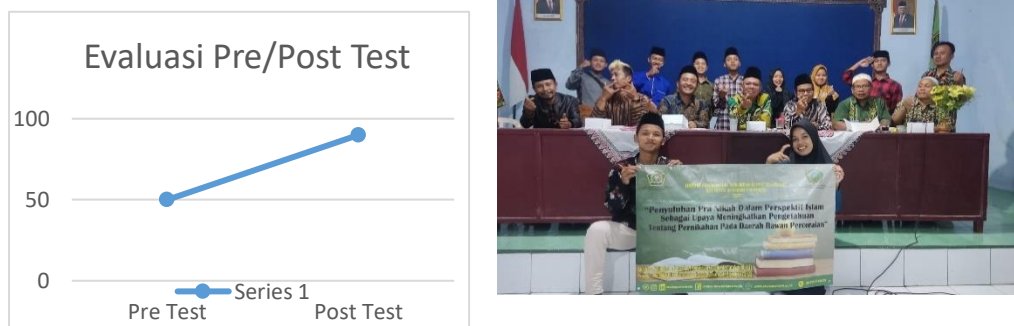 Evaluasi Pre/Post Test
100
50
0
Series 1
Pre Test Post Test
"Penyuluhan Pra Nikah Dalam Perspektif Islam
Sebagai Upaya Meningkatkan Pengetahuan
Tentang Pernikahan Pada Daerah Rawan Perceraian"